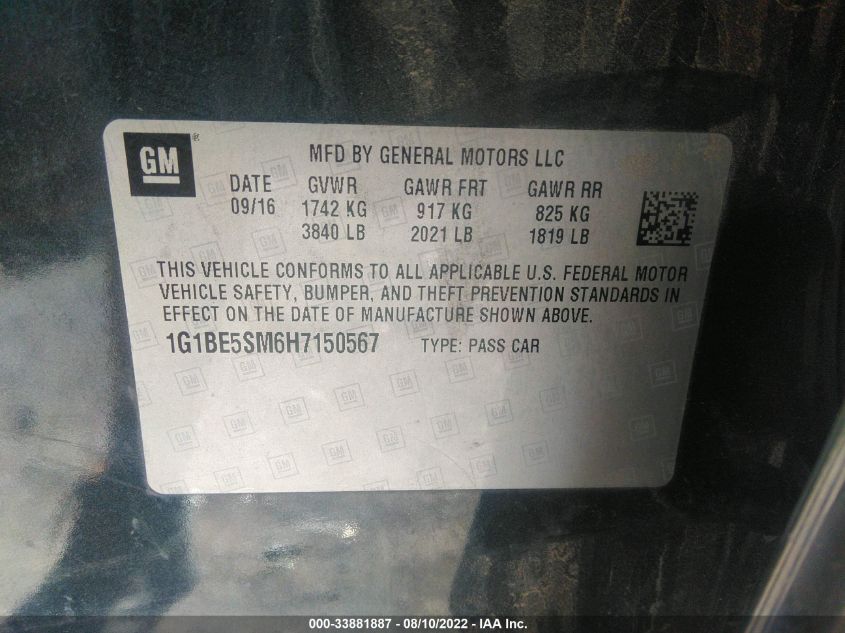 GM ®
MFD BY GENERAL MOTORS LLC
DATE GVWR GAWR FRT GAWR RR
09/16 1742 KG 917 KG 825 KG
3840 LB 2021 LB 1819 LB
THIS VEHICLE CONFORMS TO ALL APPLICABLE U.S. FEDERAL MOTOR
VEHICLE SAFETY, BUMPER, AND THEFT PREVENTION STANDARDS IN
EFFECT ON THE DATE OF MANUFACTURE SHOWN ABOVE.
1G1BE5SM6H7150567 TYPE: PASS CAR
000-33881887 - 08/10/2022 - IAA Inc.